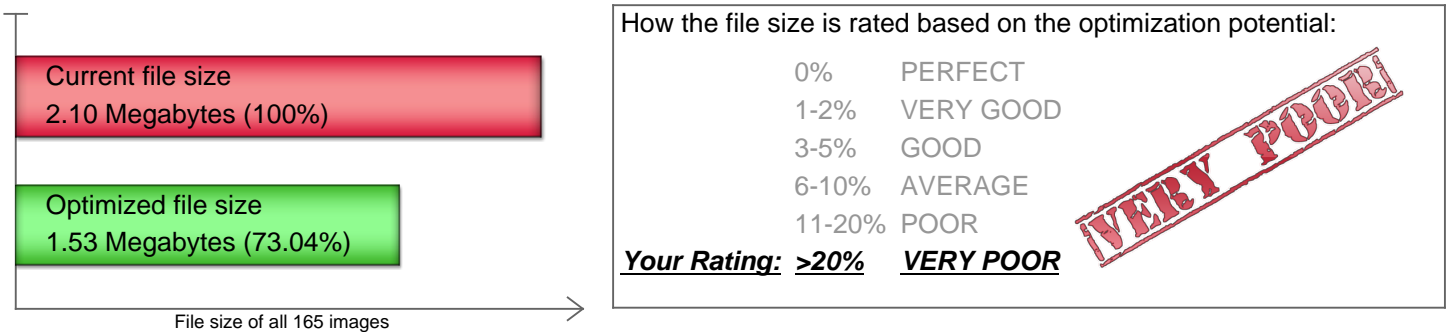 Current file size
2.10 Megabytes (100%)
Optimized file size
1.53 Megabytes (73.04%)
File size of all 165 images
How the file size is rated based on the optimization potential:
0% PERFECT
1-2% VERY GOOD
3-5% GOOD
6-10% AVERAGE
11-20% POOR
Your Rating: >20% VERY POOR
VERY POOR